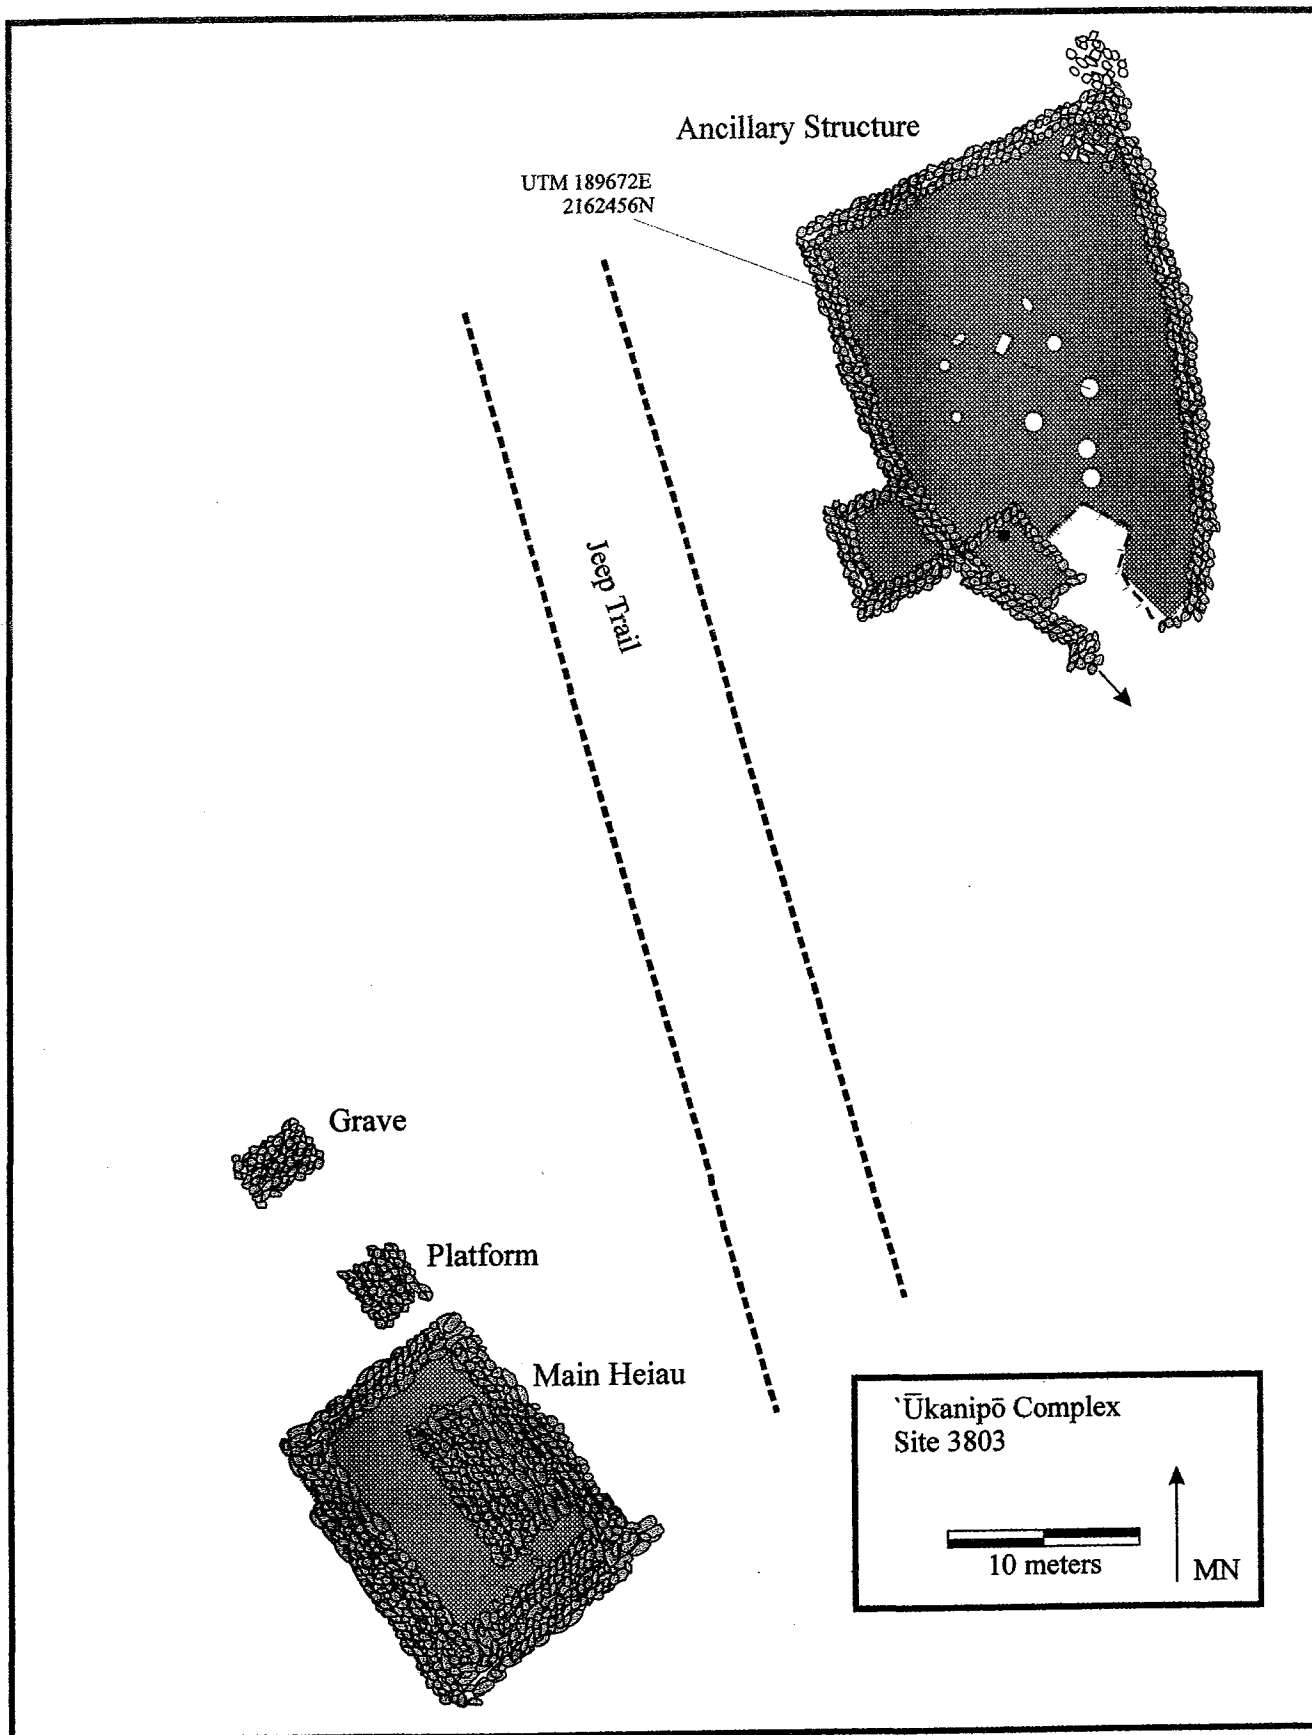 Ancillary Structure
UTM 189672E
2162456N
Jeep Trail
Grave
Platform
Main Heiau
`Ūkanipō Complex
Site 3803
10 meters
MN